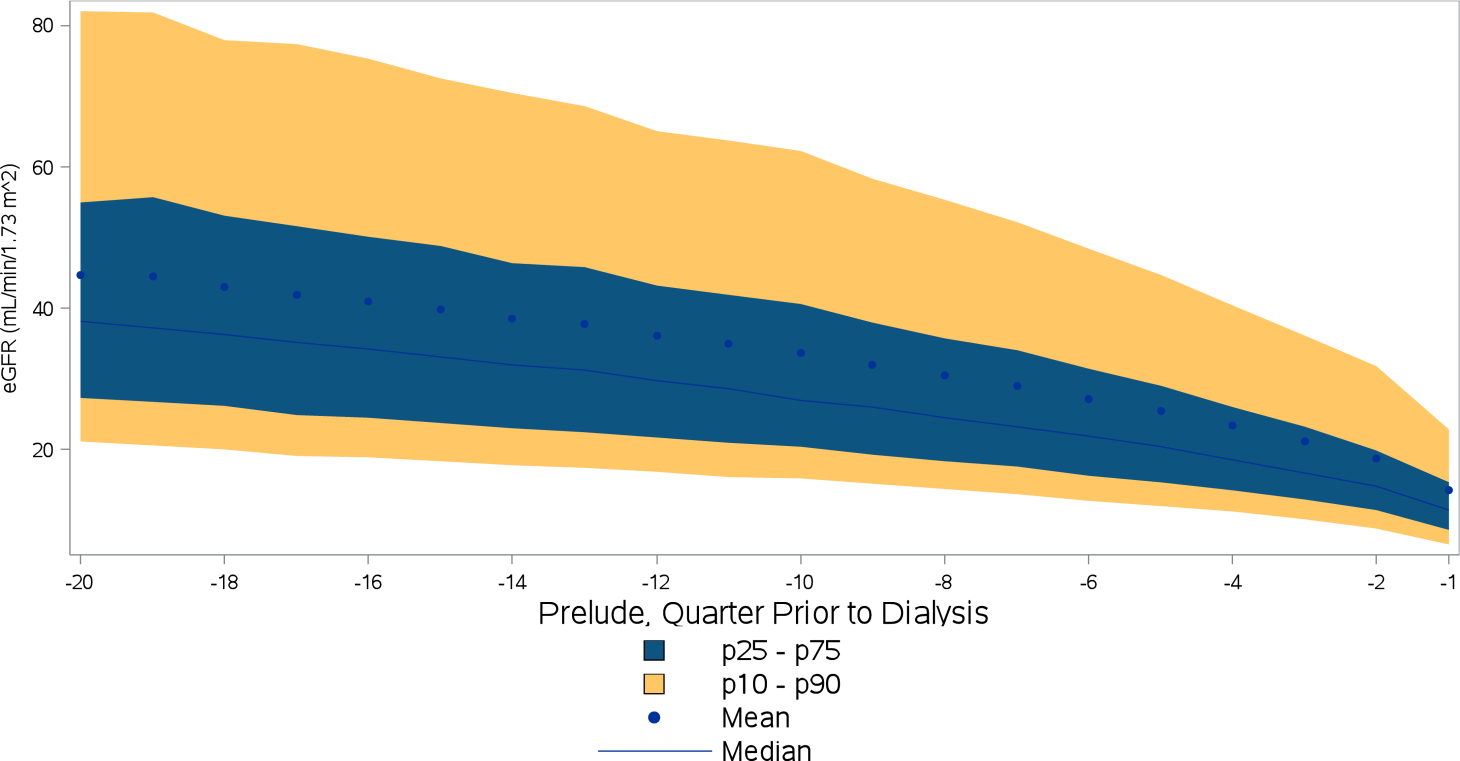 80
60
40
20
eGFR (mL/min/1.73 m^2)
-20 -18 -16 -14 -12 -10 -8 -6 -4 -2 -1
Prelude, Quarter Prior to Dialysis
p25 - p75
p10 - p90
Mean
Median